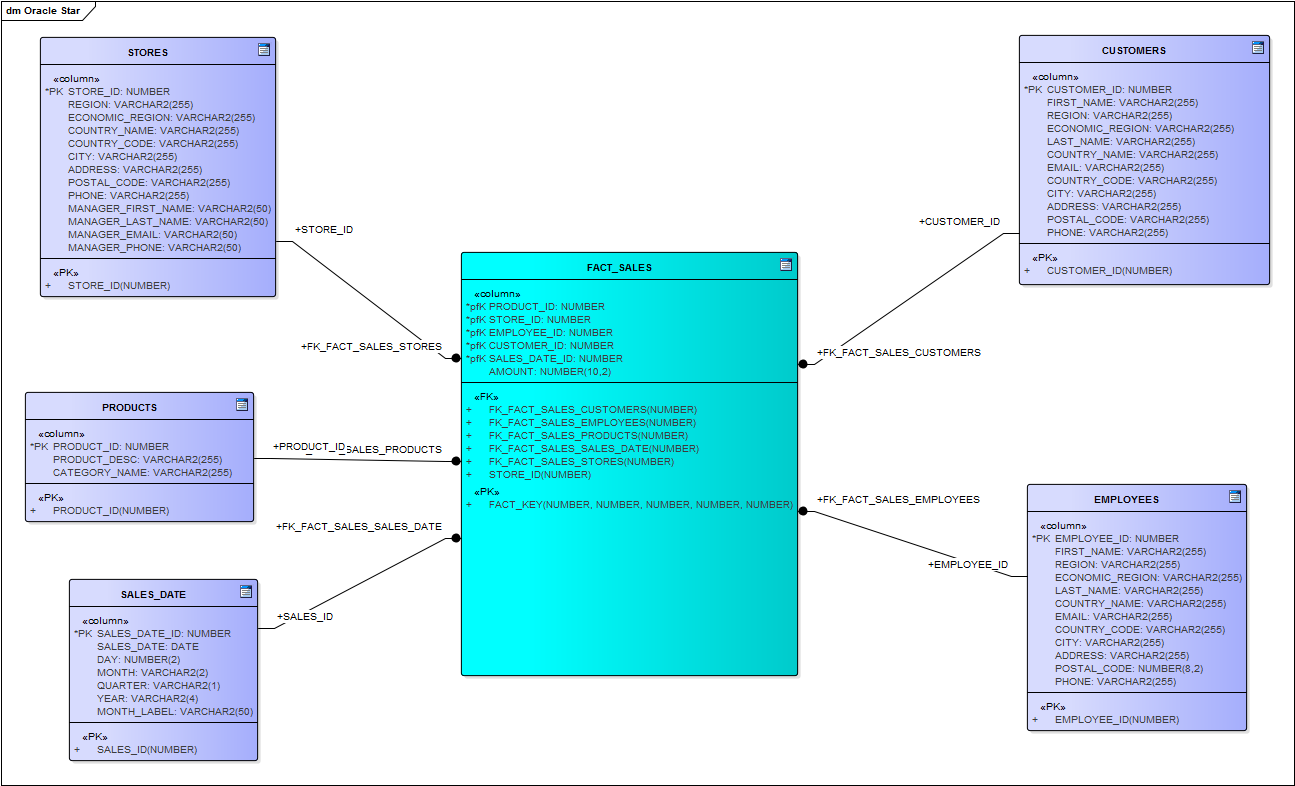 dm Oracle Star
STORES
«column»
*PK STORE_ID: NUMBER
REGION: VARCHAR2(255)
ECONOMIC_REGION: VARCHAR2(255)
COUNTRY_NAME: VARCHAR2(255)
COUNTRY_CODE: VARCHAR2(255)
CITY: VARCHAR2(255)
ADDRESS: VARCHAR2(255)
POSTAL_CODE: VARCHAR2(255)
PHONE: VARCHAR2(255)
MANAGER_FIRST_NAME: VARCHAR2(50)
MANAGER_LAST_NAME: VARCHAR2(50)
MANAGER_EMAIL: VARCHAR2(50)
MANAGER_PHONE: VARCHAR2(50)
«PK»
+ STORE_ID(NUMBER)
+STORE_ID
+FK_FACT_SALES_STORES
CUSTOMERS
«column»
*PK CUSTOMER_ID: NUMBER
FIRST_NAME: VARCHAR2(255)
REGION: VARCHAR2(255)
ECONOMIC_REGION: VARCHAR2(255)
LAST_NAME: VARCHAR2(255)
COUNTRY_NAME: VARCHAR2(255)
EMAIL: VARCHAR2(255)
COUNTRY_CODE: VARCHAR2(255)
CITY: VARCHAR2(255)
ADDRESS: VARCHAR2(255)
POSTAL_CODE: VARCHAR2(255)
PHONE: VARCHAR2(255)
«PK»
+ CUSTOMER_ID(NUMBER)
+CUSTOMER_ID
+FK_FACT_SALES_CUSTOMERS
FACT_SALES
«column»
*pfK PRODUCT_ID: NUMBER
*pfK STORE_ID: NUMBER
*pfK EMPLOYEE_ID: NUMBER
*pfK CUSTOMER_ID: NUMBER
*pfK SALES_DATE_ID: NUMBER
AMOUNT: NUMBER(10,2)
«FK»
+ FK_FACT_SALES_CUSTOMERS(NUMBER)
+ FK_FACT_SALES_EMPLOYEES(NUMBER)
+ FK_FACT_SALES_PRODUCTS(NUMBER)
+ FK_FACT_SALES_SALES_DATE(NUMBER)
+ FK_FACT_SALES_STORES(NUMBER)
+ STORE_ID(NUMBER)
«PK»
+ FACT_KEY(NUMBER, NUMBER, NUMBER, NUMBER, NUMBER)
PRODUCTS
«column»
*PK PRODUCT_ID: NUMBER
PRODUCT_DESC: VARCHAR2(255)
CATEGORY_NAME: VARCHAR2(255)
«PK»
+ PRODUCT_ID(NUMBER)
+PRODUCT_ID
SALES_PRODUCTS
+FK_FACT_SALES_SALES_DATE
+SALES_ID
SALES_DATE
«column»
*PK SALES_DATE_ID: NUMBER
SALES_DATE: DATE
DAY: NUMBER(2)
MONTH: VARCHAR2(2)
QUARTER: VARCHAR2(1)
YEAR: VARCHAR2(4)
MONTH_LABEL: VARCHAR2(50)
«PK»
+ SALES_ID(NUMBER)
+FK_FACT_SALES_EMPLOYEES
+EMPLOYEE_ID
EMPLOYEES
«column»
*PK EMPLOYEE_ID: NUMBER
FIRST_NAME: VARCHAR2(255)
REGION: VARCHAR2(255)
ECONOMIC_REGION: VARCHAR2(255)
LAST_NAME: VARCHAR2(255)
COUNTRY_NAME: VARCHAR2(255)
EMAIL: VARCHAR2(255)
COUNTRY_CODE: VARCHAR2(255)
CITY: VARCHAR2(255)
ADDRESS: VARCHAR2(255)
POSTAL_CODE: NUMBER(8,2)
PHONE: VARCHAR2(255)
«PK»
+ EMPLOYEE_ID(NUMBER)